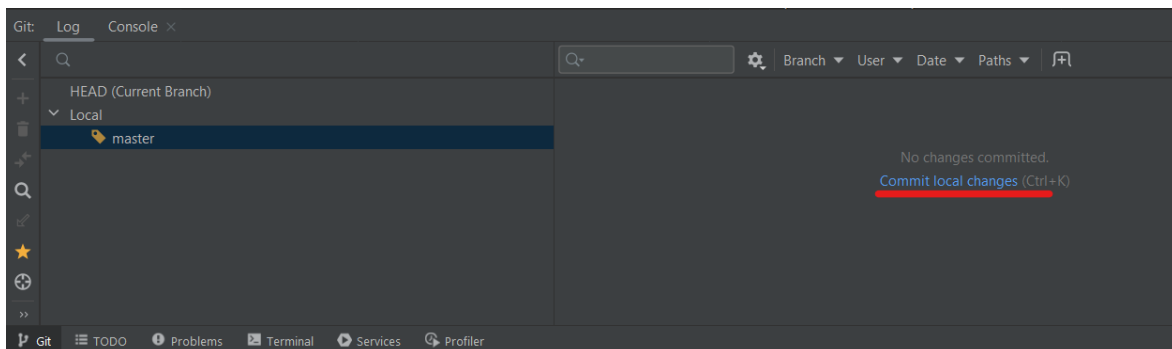 Git: Log Console
Branch User Date Paths
HEAD (Current Branch)
Local
master
No changes committed.
Commit local changes (Ctrl+K)
Git TODO Problems Terminal Services Profiler